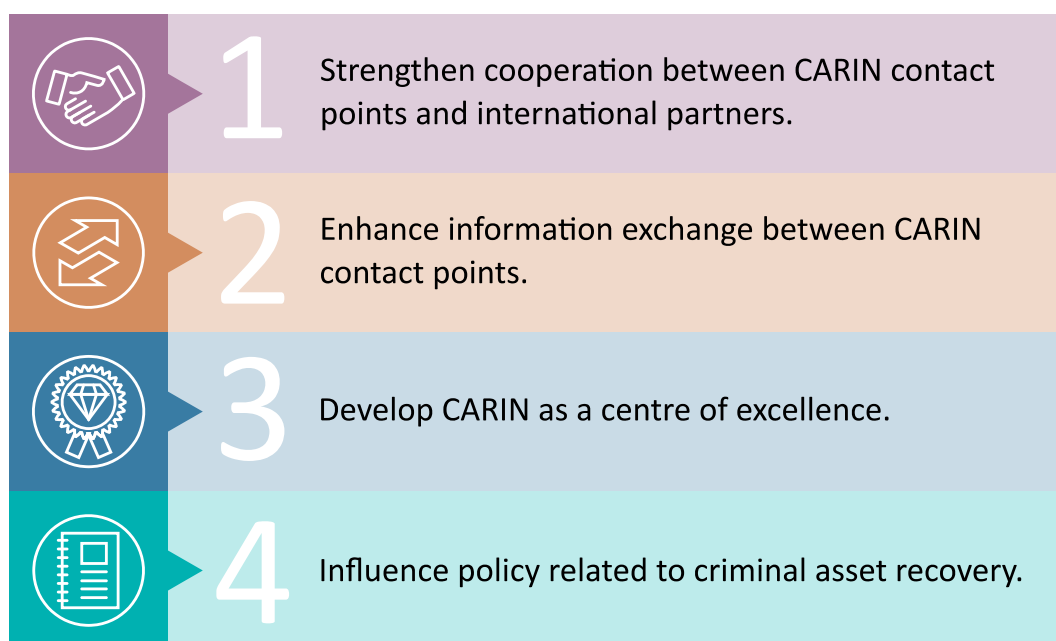 1
Strengthen cooperation between CARIN contact
points and international partners.
2
Enhance information exchange between CARIN
contact points.
3
Develop CARIN as a centre of excellence.
4
Influence policy related to criminal asset recovery.